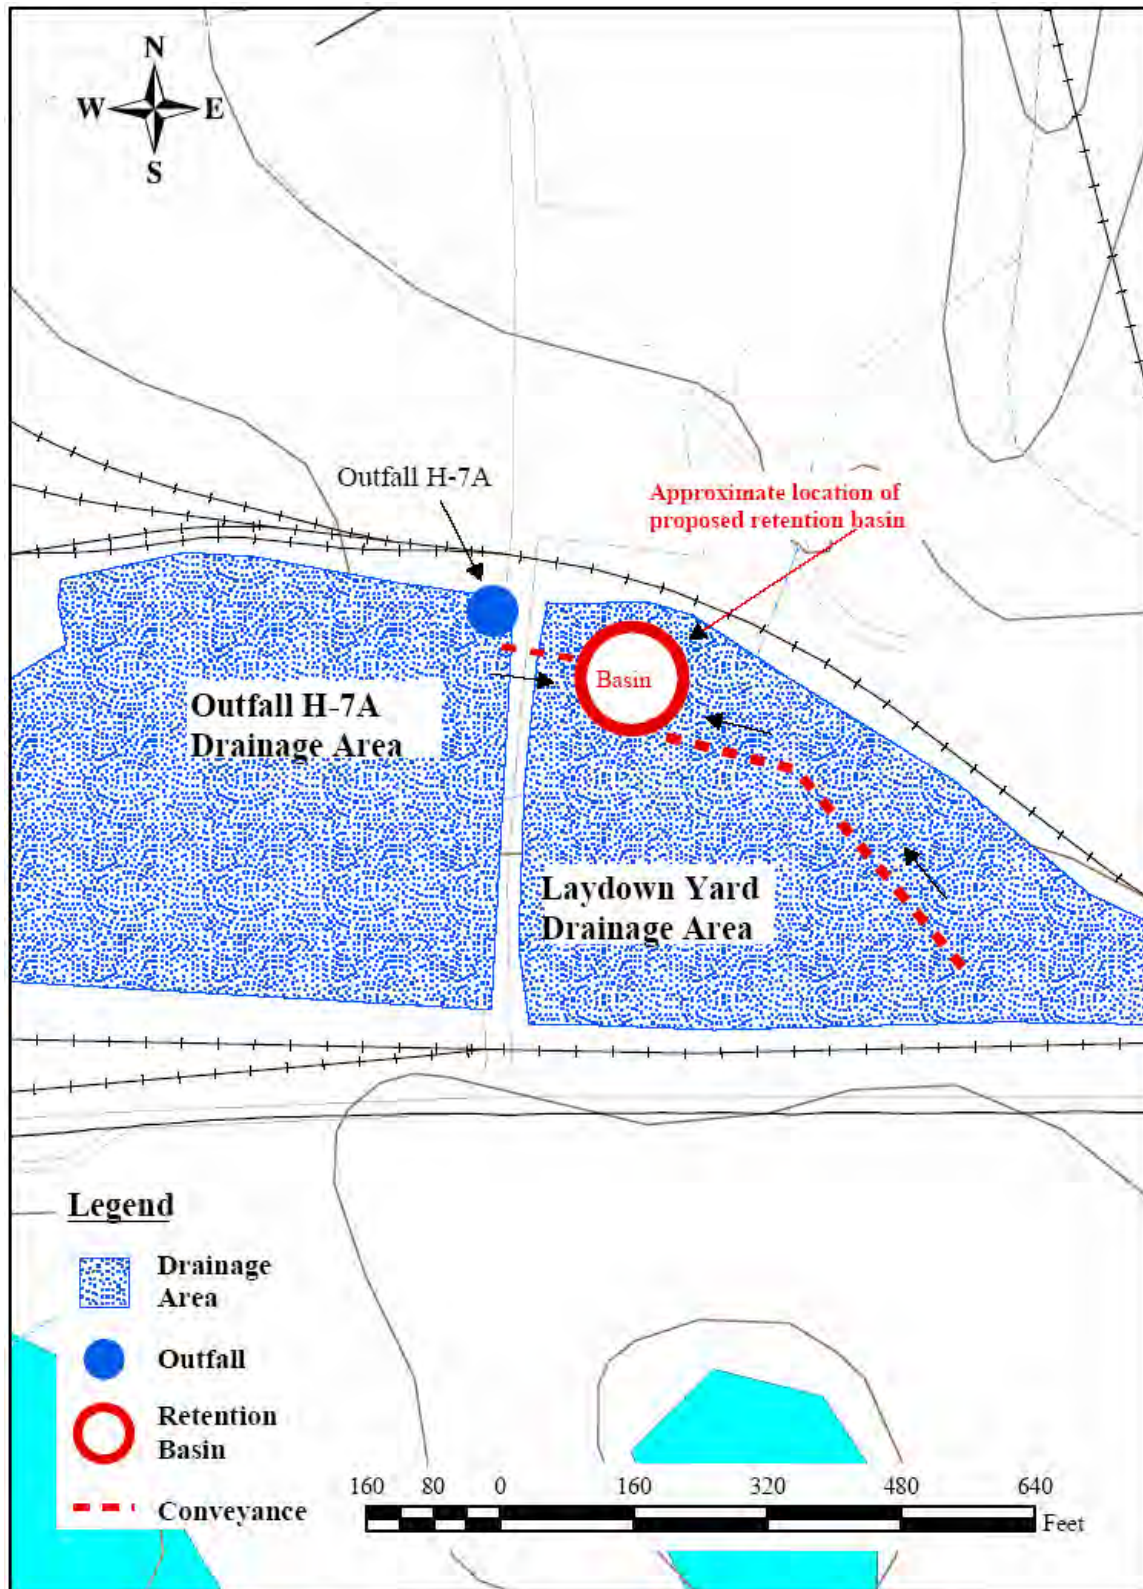 N
W E
S
Outfall H-7A
Approximate location of
proposed retention basin
Basin
Outfall H-7A
Drainage Area
Laydown Yard
Drainage Area
Legend
Drainage
Area
Outfall
Retention
Basin
Conveyance
160 80 0 160 320 480 640
Feet